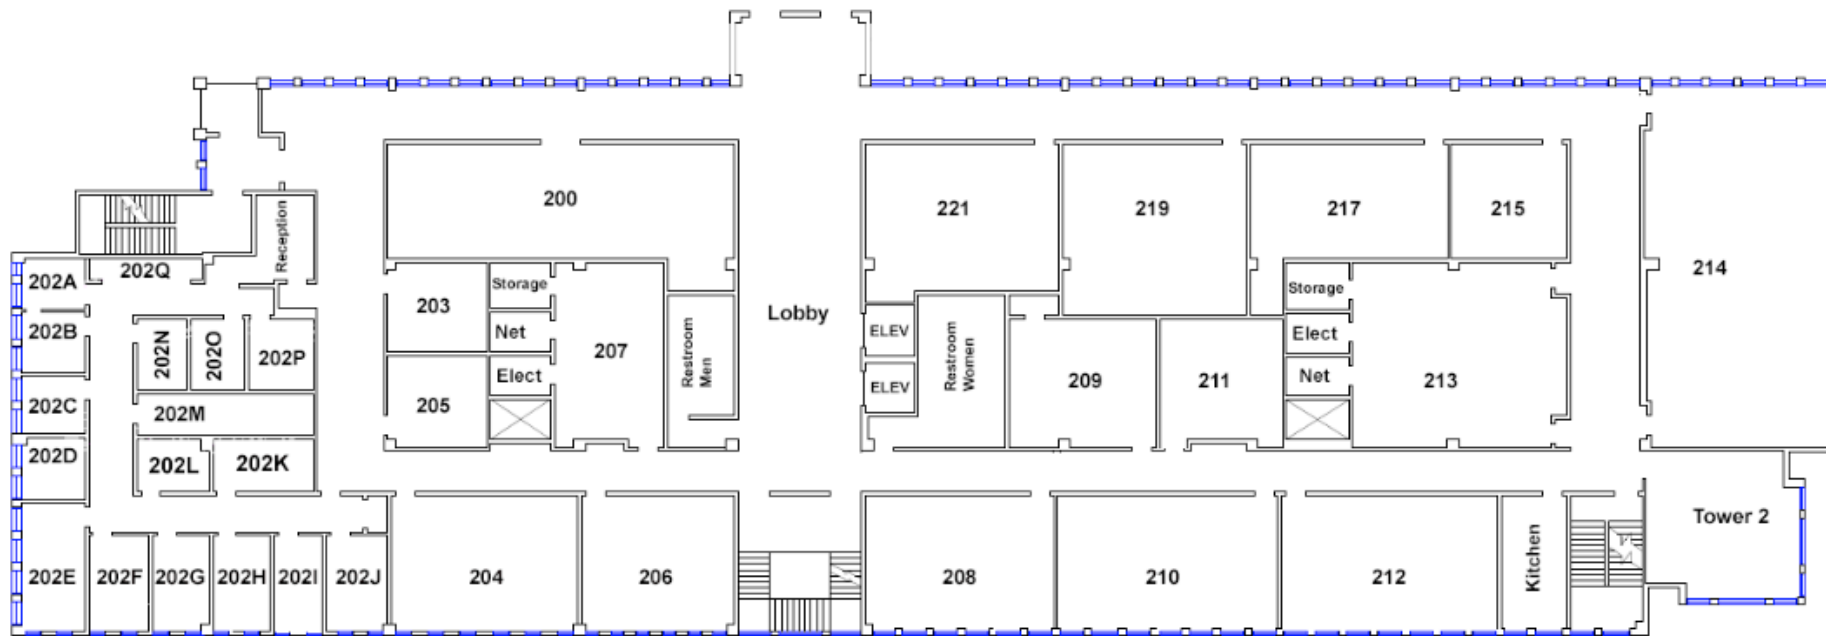 200
221
219
217
215
214
Reception
202A
202Q
202B
202N
202O
202P
202C
202M
202D
202L
202K
202E
202F
202G
202H
202I
202J
203
205
Storage
Net
Elect
207
Restroom
Men
Lobby
ELEV
ELEV
Restroom
Women
209
211
Storage
Elect
Net
213
204
206
208
210
212
Kitchen
Tower 2